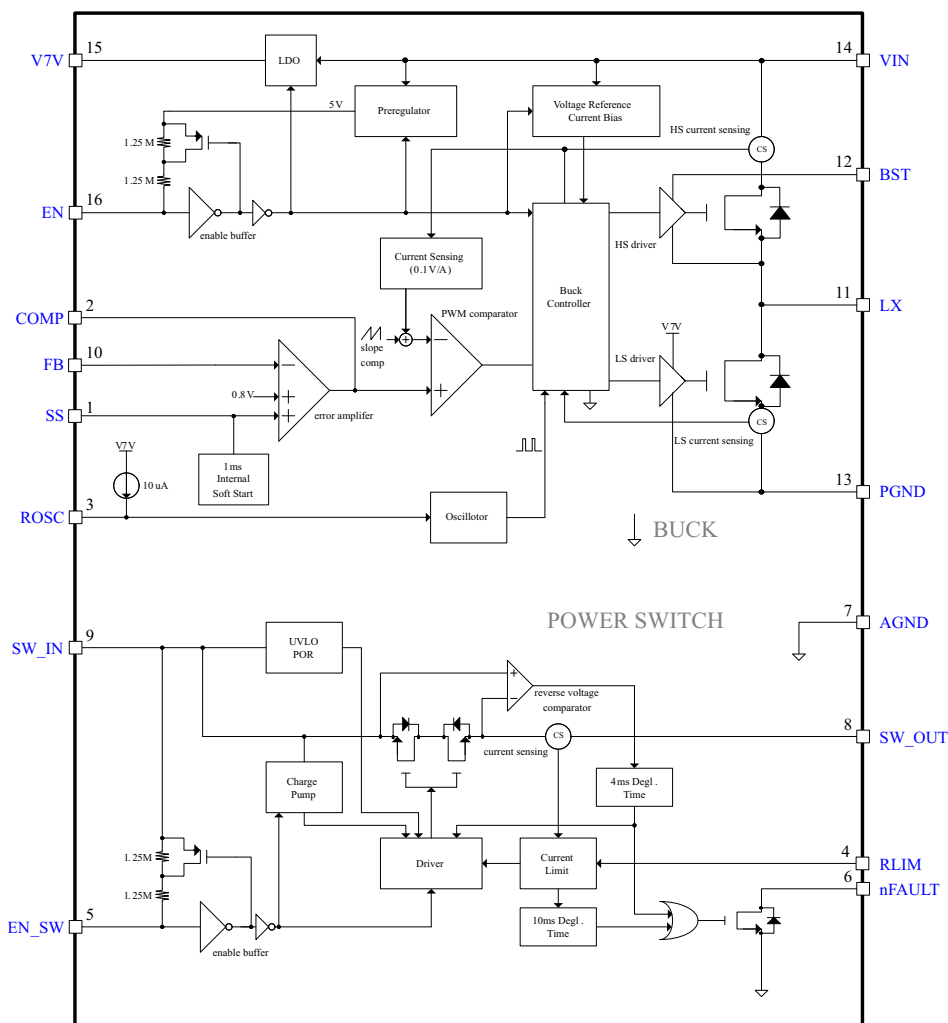 15
V7V
LDO
14
VIN
5V
Preregulator
Voltage Reference
Current Bias
HS current sensing
CS
1.25 M
1.25 M
12
BST
16
EN
enable buffer
HS driver
Current Sensing
(0.1V/A)
Buck
Controller
2
COMP
11
LX
PWM comparator
slope
comp
+
−
+
V7V
LS driver
10
FB
−
0.8V
+
+
error amplifer
1
SS
CS
LS current sensing
V7V
10 uA
1ms
Internal
Soft Start
3
ROSC
Oscillotor
13
PGND
BUCK
POWER SWITCH
7
AGND
9
SW_IN
UVLO
POR
+
−
reverse voltage
comparator
current sensing
CS
8
SW_OUT
Charge
Pump
4ms Degl .
Time
1.25M
1.25M
Driver
Current
Limit
4
RLIM
6
nFAULT
5
EN_SW
enable buffer
10ms Degl .
Time